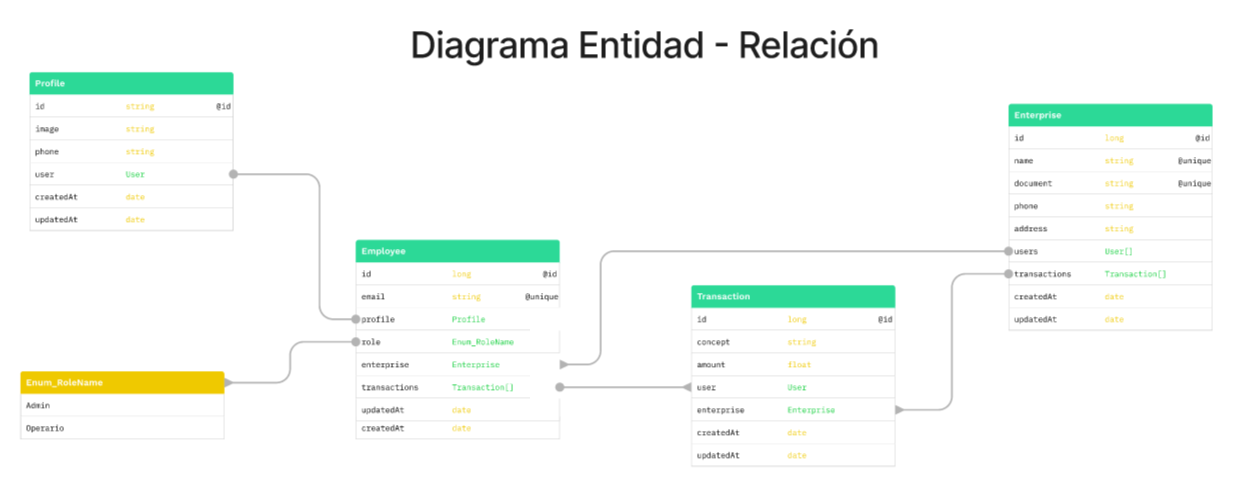 Diagrama Entidad - Relación
Profile
id string @id
image string
phone string
user User
createdAt date
updatedAt date
Enterprise
id long @id
name string @unique
document string @unique
phone string
address string
users User[]
transactions Transaction[]
createdAt date
updatedAt date
Employee
id long @id
email string @unique
profile Profile
role Enum_RoleName
enterprise Enterprise
transactions Transaction[]
updatedAt date
createdAt date
Transaction
id long @id
concept string
amount float
user User
enterprise Enterprise
createdAt date
updatedAt date
Enum_RoleName
Admin
Operario